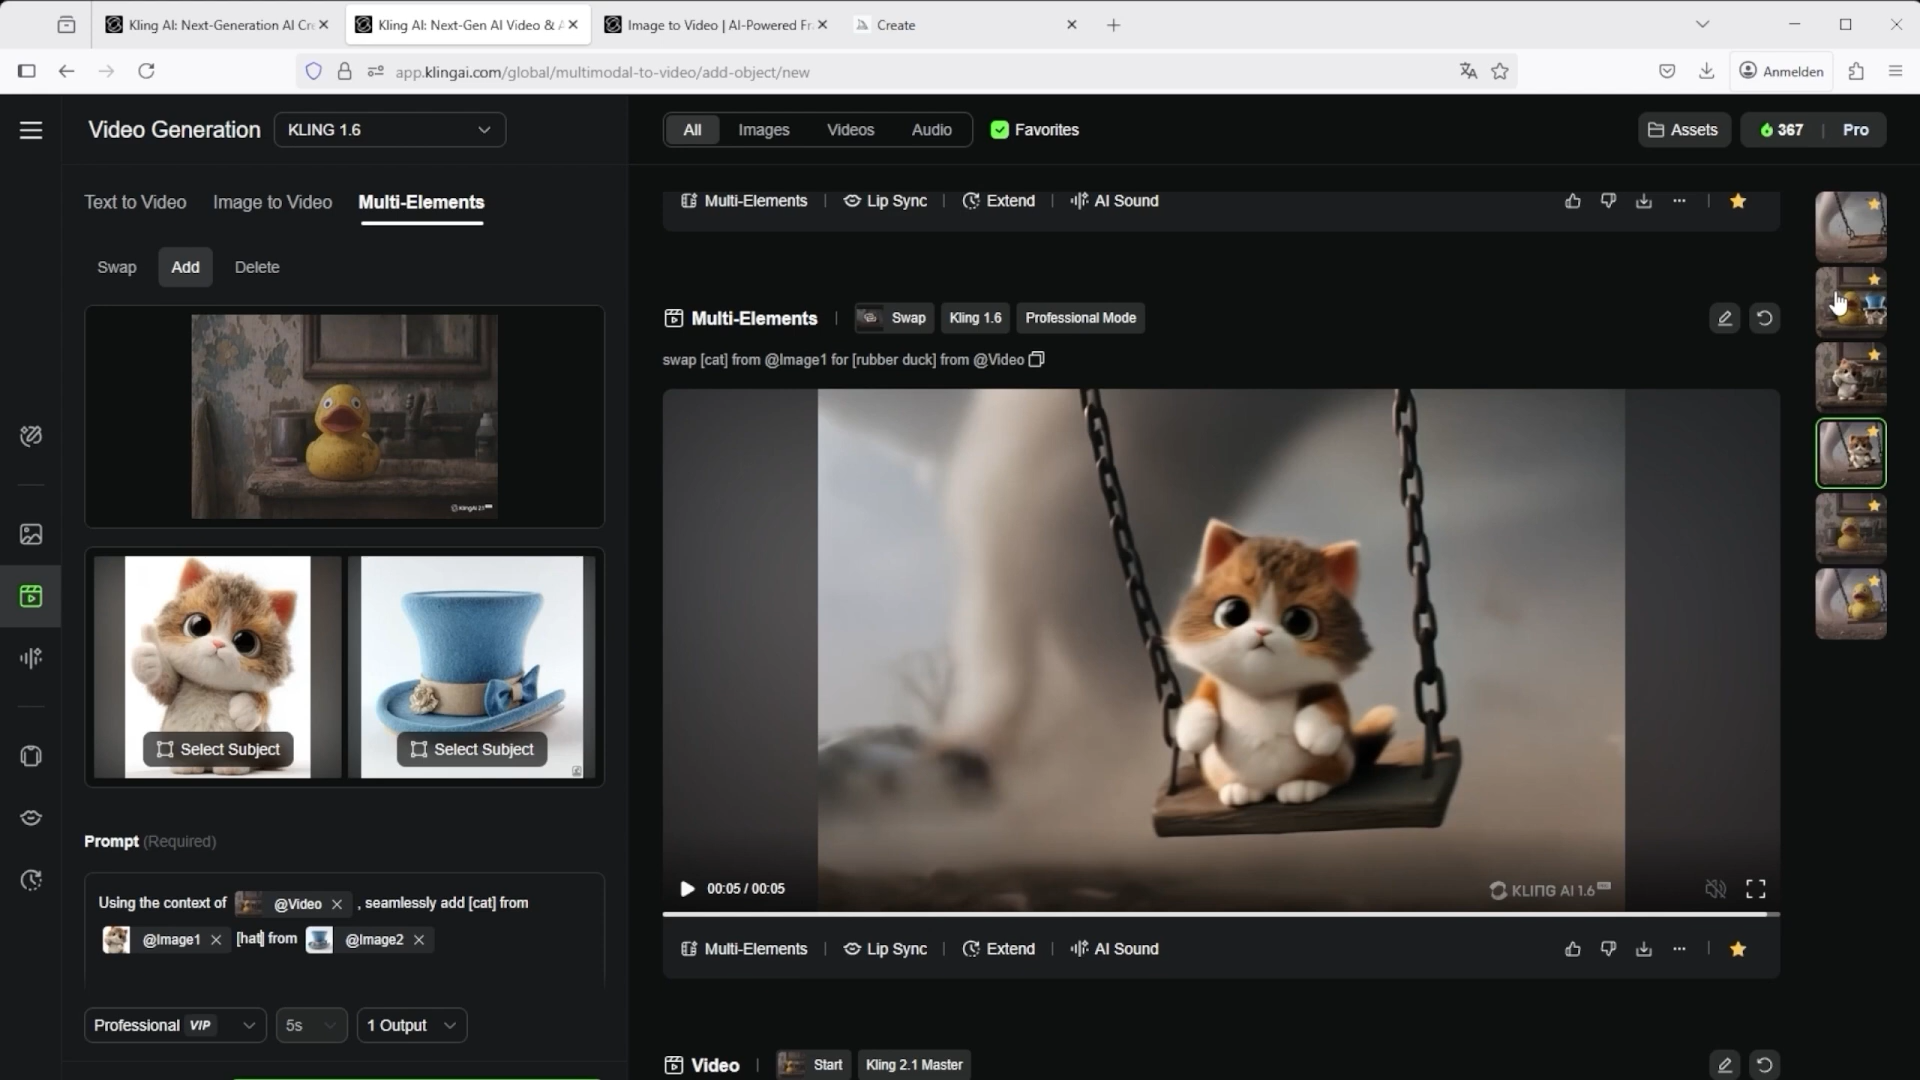 Kling AI: Next-Generation AI Cre
Kling AI: Next-Gen AI Video & A
Image to Video | AI-Powered Fr
Create
app.klingai.com/global/multimodal-to-video/add-object/new
Anmelden
Video Generation
KLING 1.6
All
Images
Videos
Audio
Favorites
Assets
367
Pro
Text to Video
Image to Video
Multi-Elements
Swap
Add
Delete
Multi-Elements
Lip Sync
Extend
AI Sound
Multi-Elements
Swap
Kling 1.6
Professional Mode
swap [cat] from @Image1 for [rubber duck] from @Video
KlingAI 2.1
Select Subject
Select Subject
Prompt (Required)
Using the context of @Video , seamlessly add [cat] from
@Image1 [hat] from @Image2
Professional VIP
5s
1 Output
00:05 / 00:05
KLING AI 1.6
Multi-Elements
Lip Sync
Extend
AI Sound
Video
Start
Kling 2.1 Master